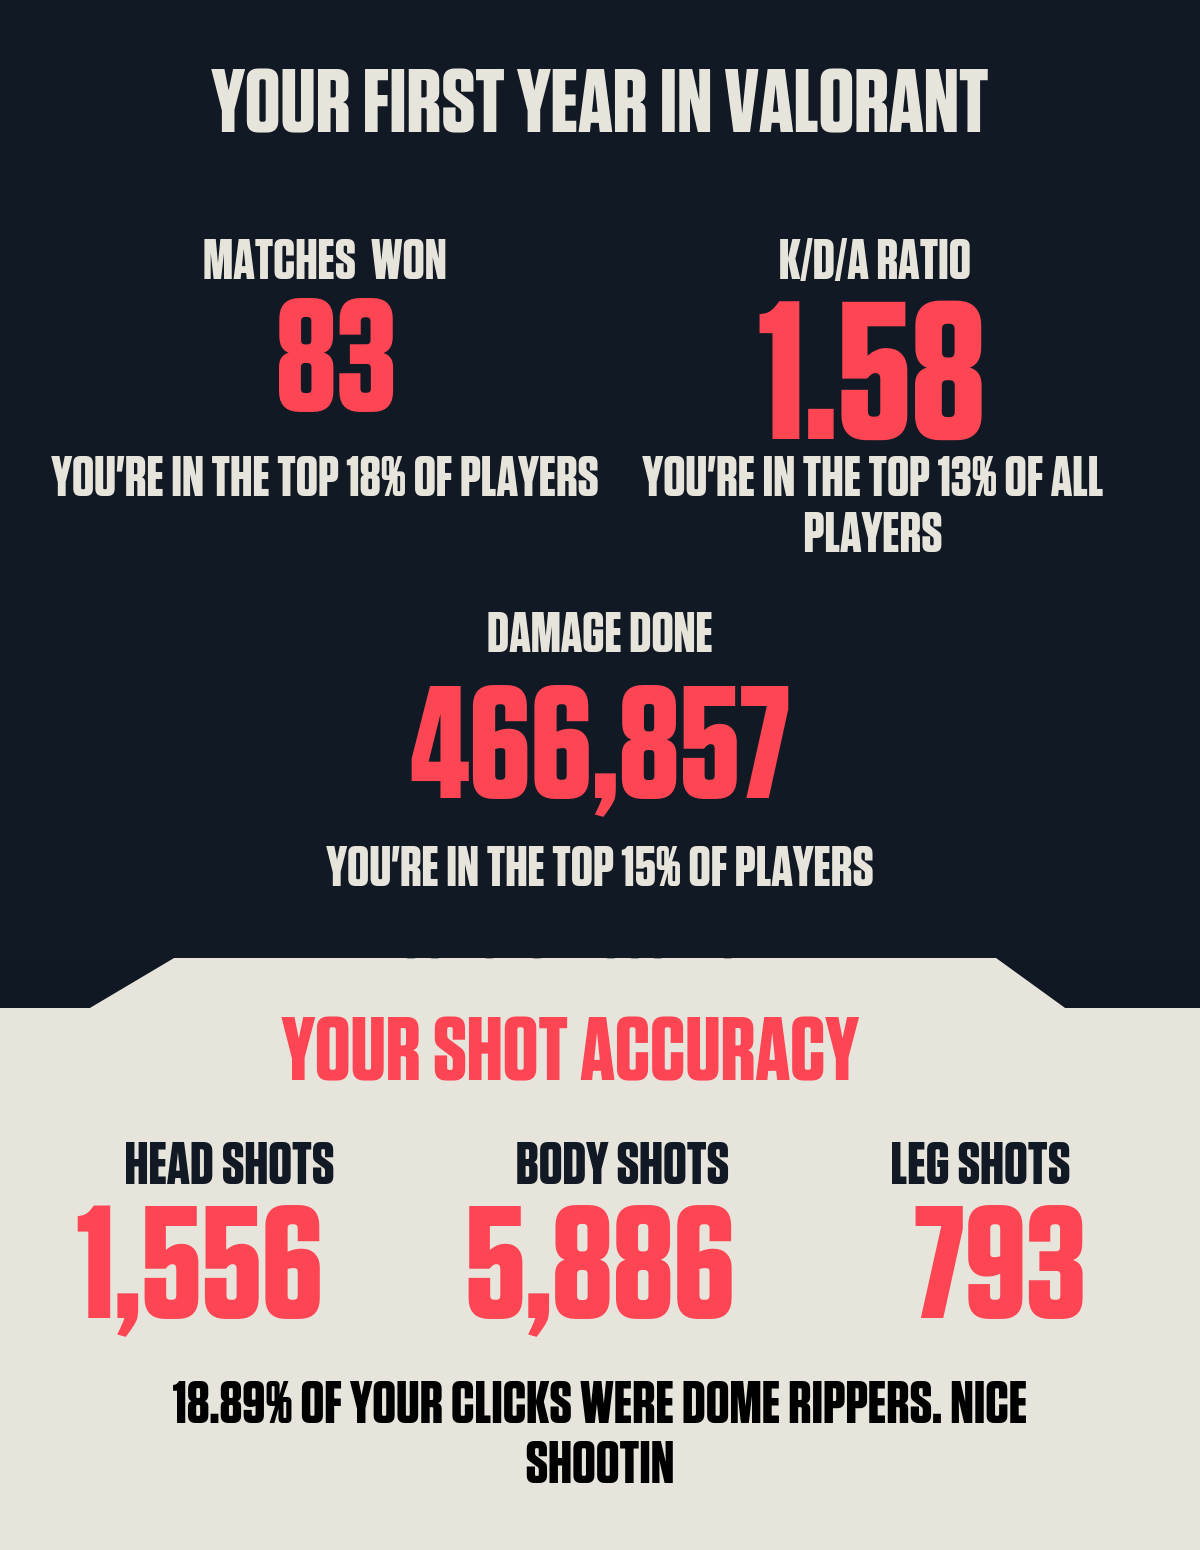 YOUR FIRST YEAR IN VALORANT
MATCHES WON
83
YOU'RE IN THE TOP 18% OF PLAYERS
K/D/A RATIO
1.58
YOU'RE IN THE TOP 13% OF ALL
PLAYERS
DAMAGE DONE
466,857
YOU'RE IN THE TOP 15% OF PLAYERS
YOUR SHOT ACCURACY
HEAD SHOTS
1,556
BODY SHOTS
5,886
LEG SHOTS
793
18.89% OF YOUR CLICKS WERE DOME RIPPERS. NICE
SHOOTIN